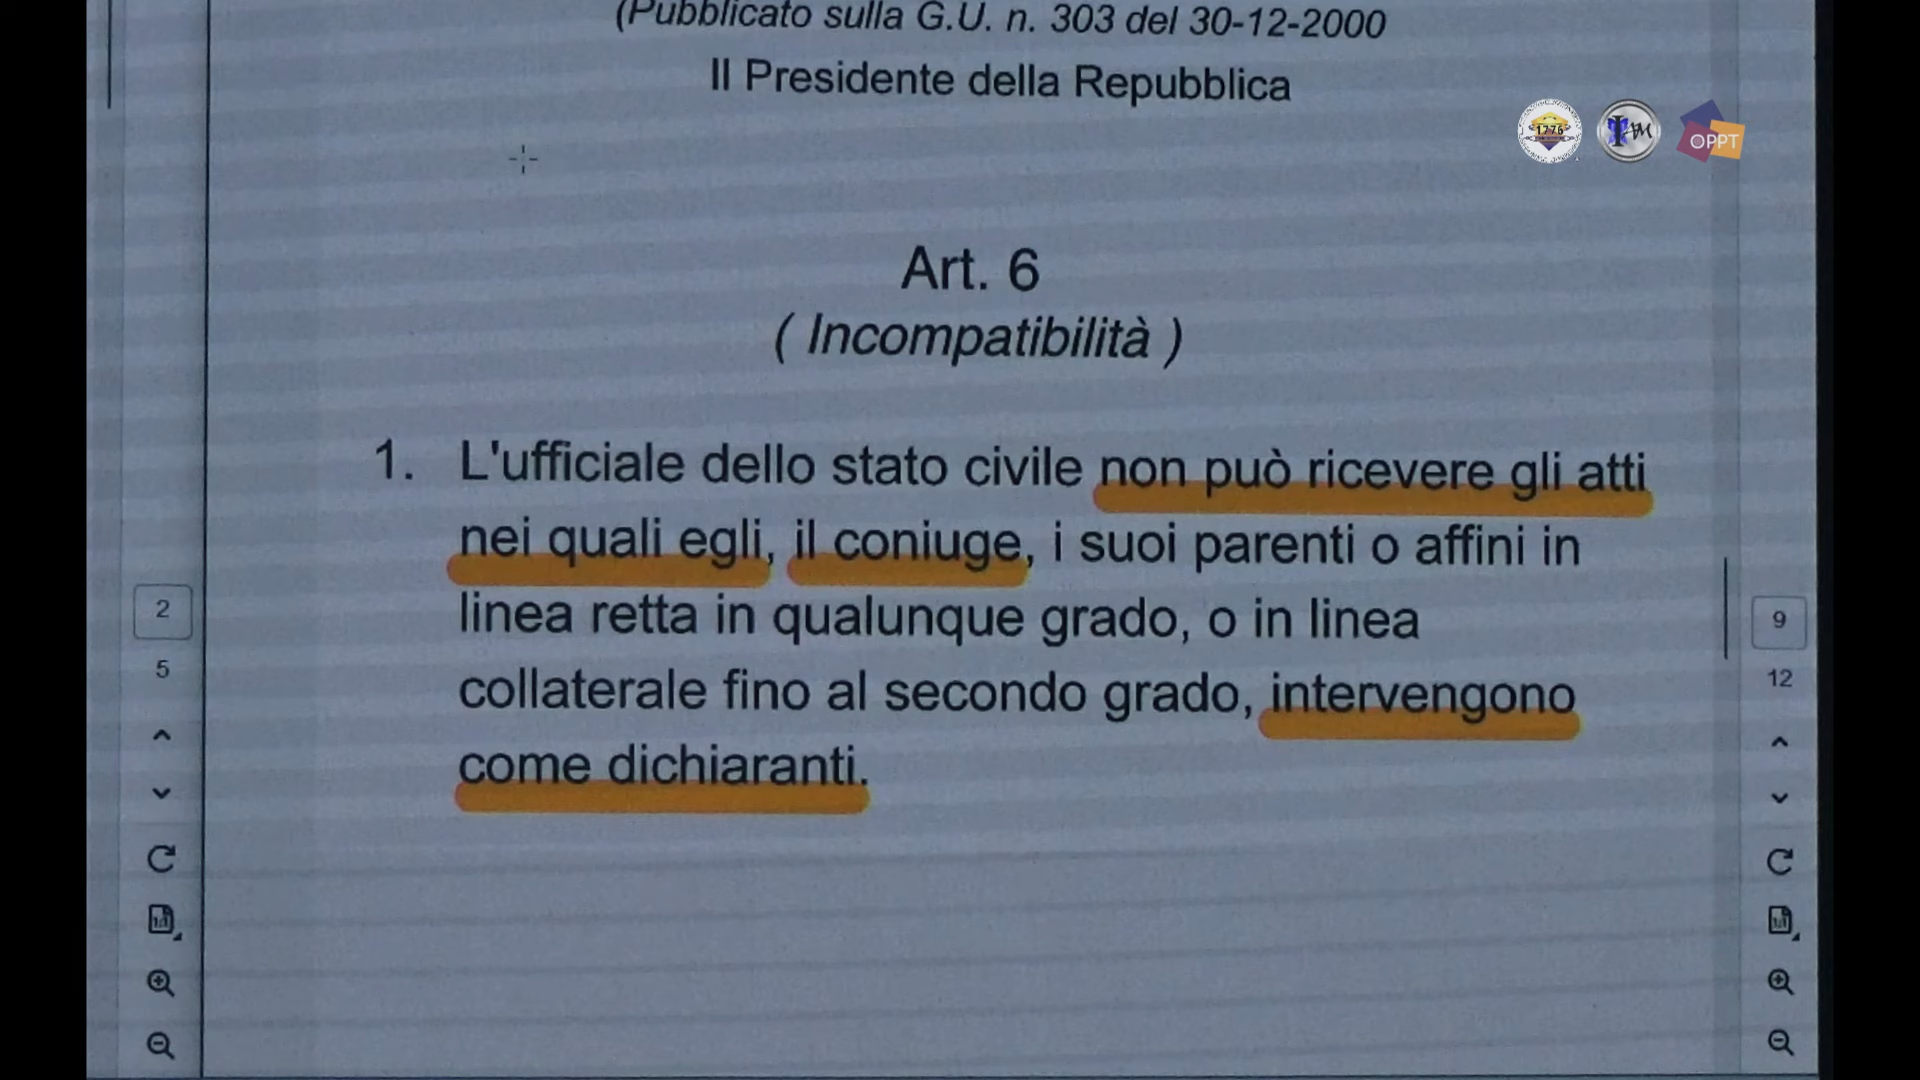 (Pubblicato sulla G.U. n. 303 del 30-12-2000
Il Presidente della Repubblica
1776
TM
OPPT
Art. 6
( Incompatibilità )
1. L'ufficiale dello stato civile non può ricevere gli atti
nei quali egli, il coniuge, i suoi parenti o affini in
linea retta in qualunque grado, o in linea
collaterale fino al secondo grado, intervengono
come dichiaranti.
2
5
9
12